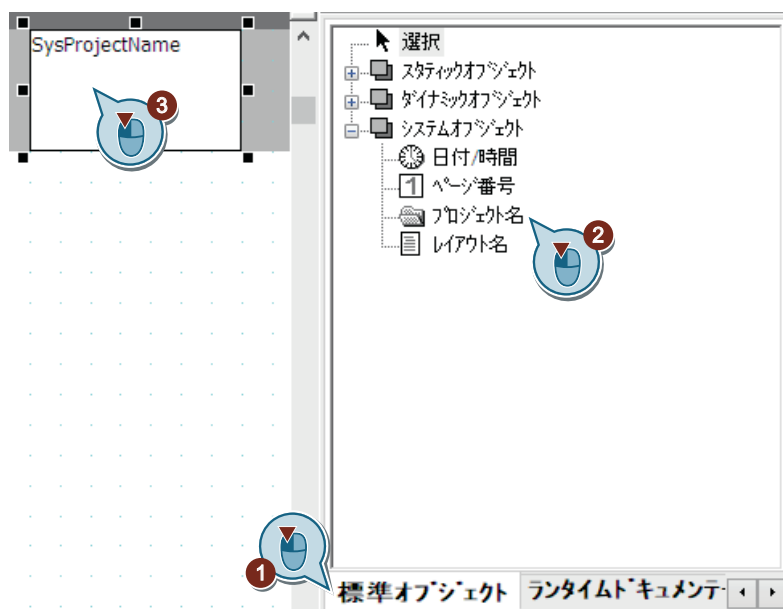 SysProjectName
3
選択
スタティックオブジェクト
ダイナミックオブジェクト
システムオブジェクト
日付/時間
1 ページ番号
プロジェクト名
2
レイアウト名
1
標準オブジェクト ランタイムドキュメンテ